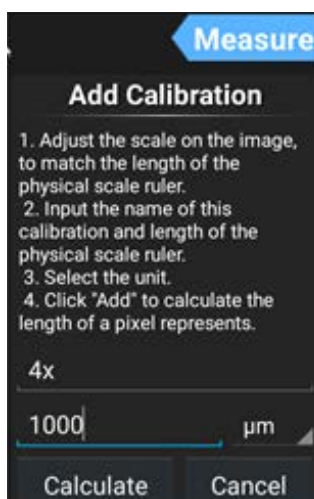 Measure
Add Calibration
1. Adjust the scale on the image,
to match the length of the
physical scale ruler.
2. Input the name of this
calibration and length of the
physical scale ruler.
3. Select the unit.
4. Click "Add" to calculate the
length of a pixel represents.
4x
1000 µm
Calculate Cancel